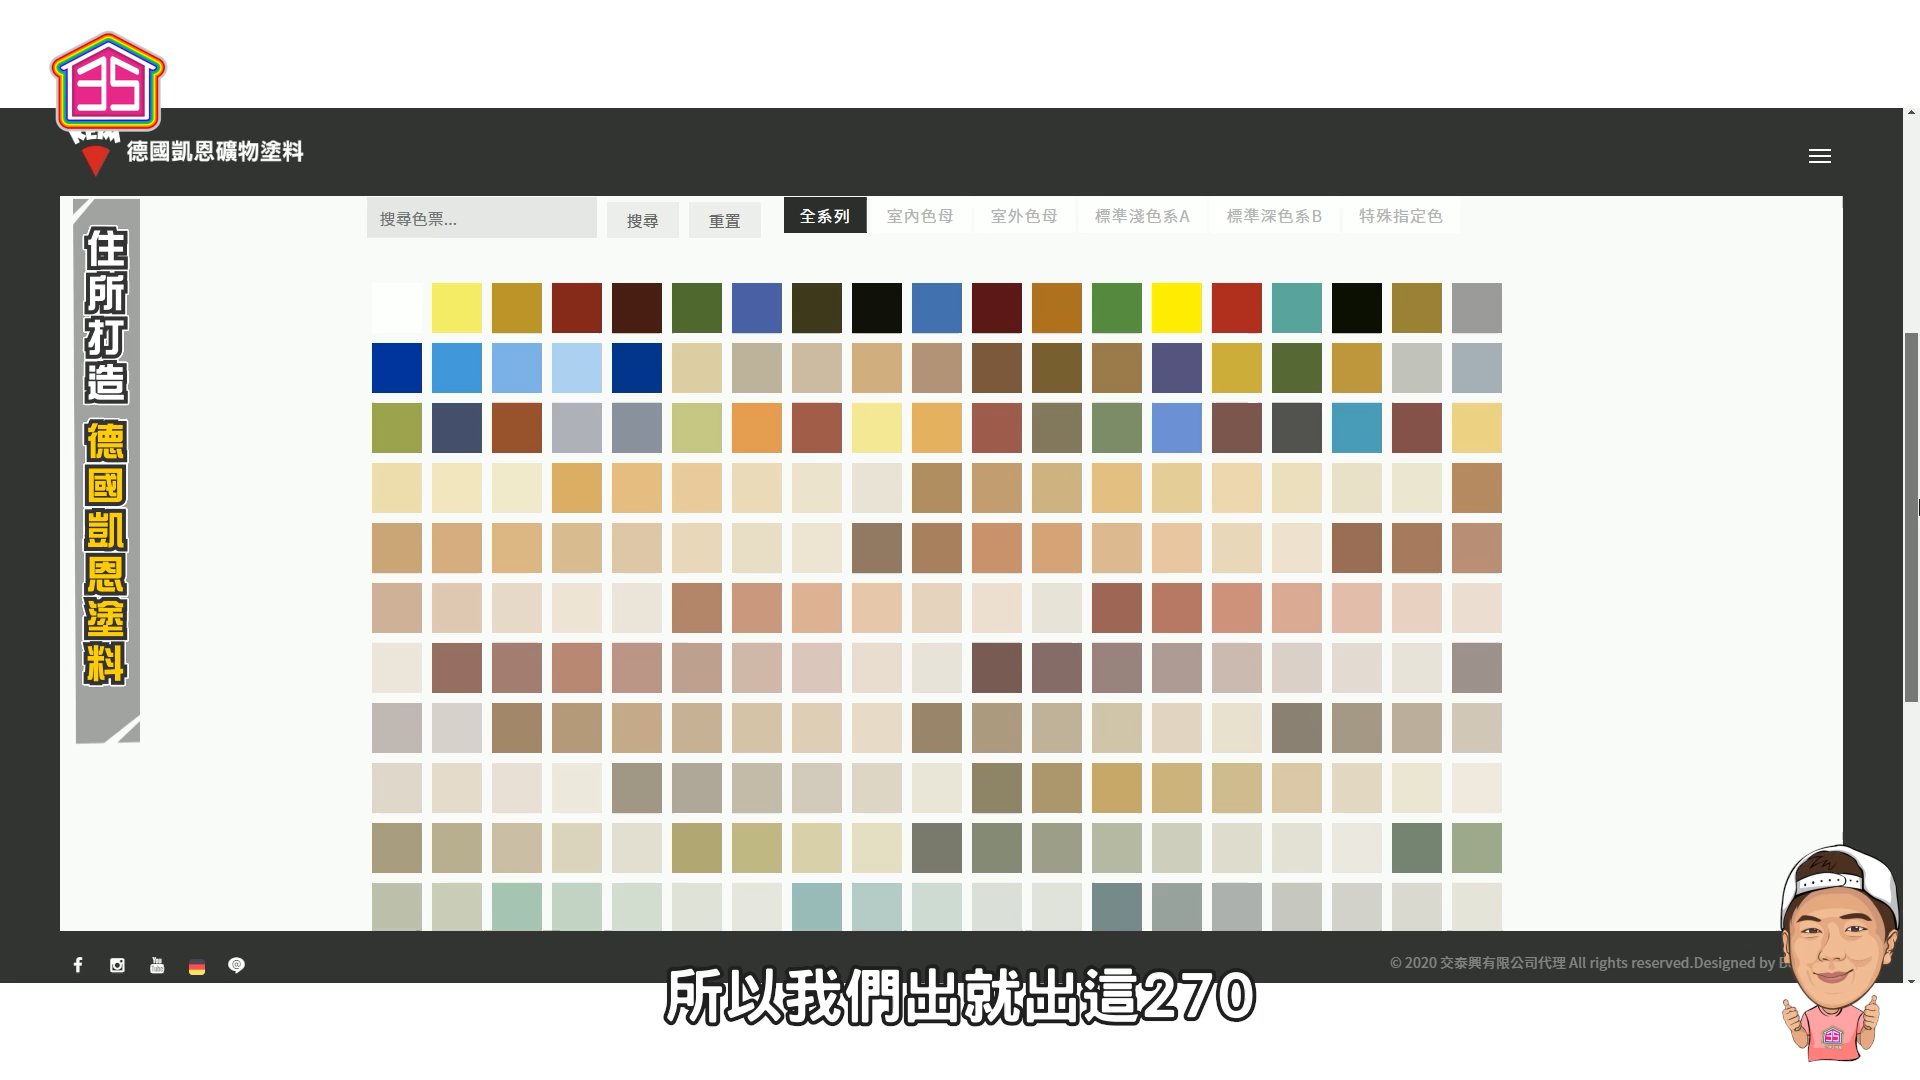 35
KEIM
德國凱恩礦物塗料
搜尋色票...
搜尋
重置
全系列
室內色母
室外色母
標準淺色系A
標準深色系B
特殊指定色
住所打造 德國凱恩塗料
© 2020 交泰興有限公司代理 All rights reserved.Designed by
所以我們出就出這270